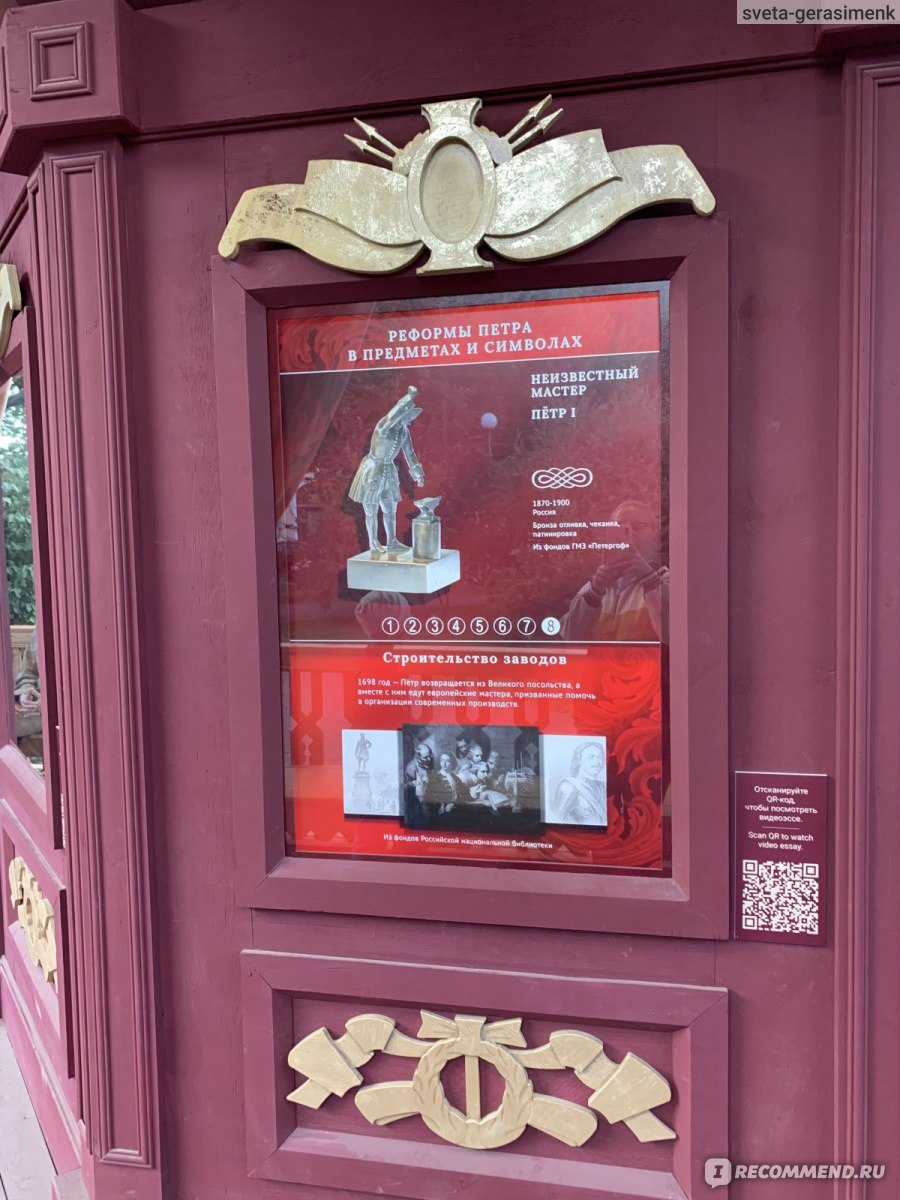 sveta-gerasimenk
РЕФОРМЫ ПЕТРА
В ПРЕДМЕТАХ И СИМВОЛАХ
НЕИЗВЕСТНЫЙ
МАСТЕР
ПЁТР I
1870-1900
Россия
Бронза отливка, чеканка,
патинировка
Из фондов ГМЗ «Петергоф»
1 2 3 4 5 6 7 8
Строительство заводов
1698 год — Пётр возвращается из Великого посольства, а
вместе с ним едут европейские мастера, призванные помочь
в организации современных производств.
Из фондов Российской национальной библиотеки
Отсканируйте
QR-код,
чтобы посмотреть
видеоэссе.
Scan QR to watch
video essay.
IRECOMMEND.RU